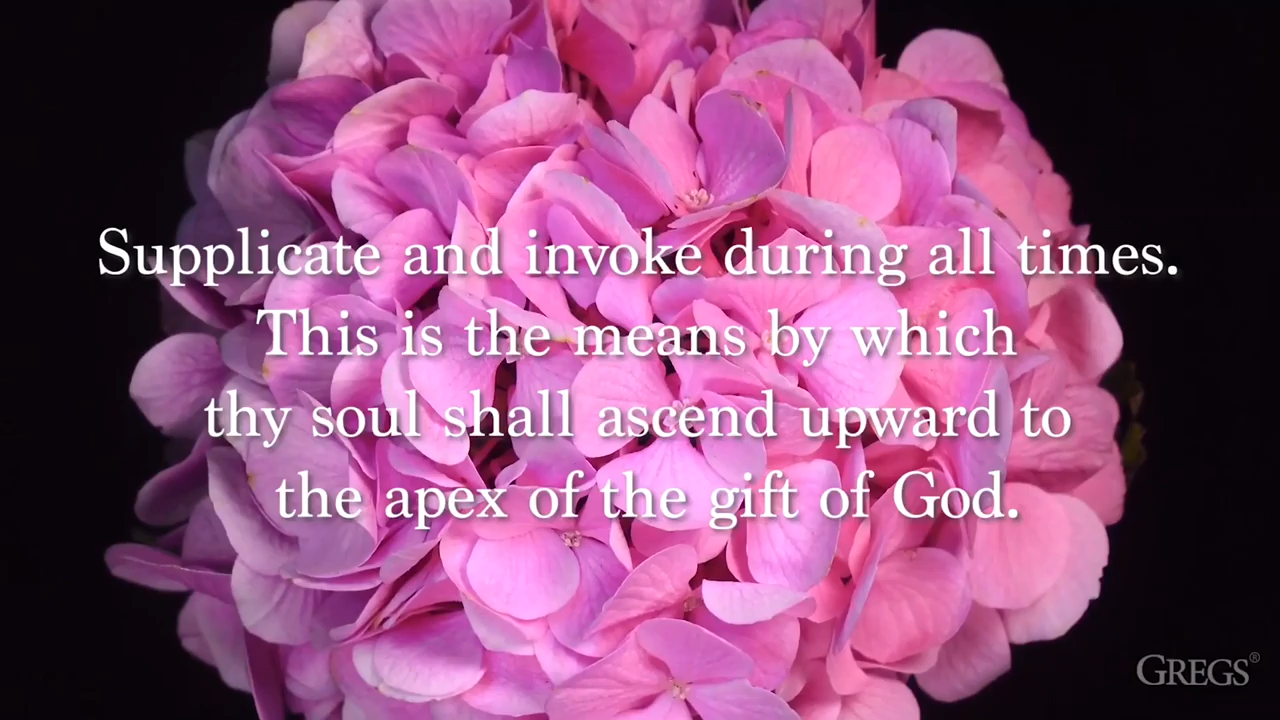 Supplicate and invoke during all times.
This is the means by which
thy soul shall ascend upward to
the apex of the gift of God.
GREGS®